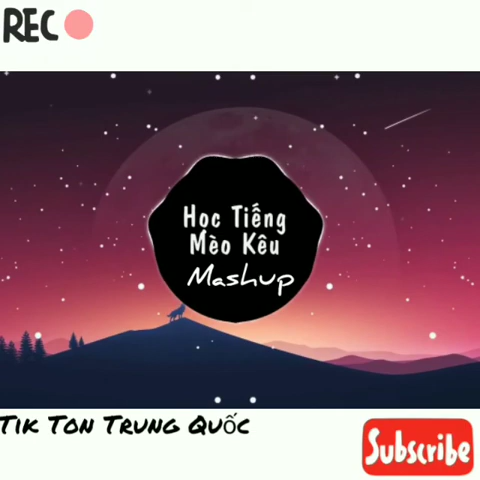 REC
Học Tiếng
Mèo Kêu
Mashup
TIK TON TRUNG QUỐC
Subscribe